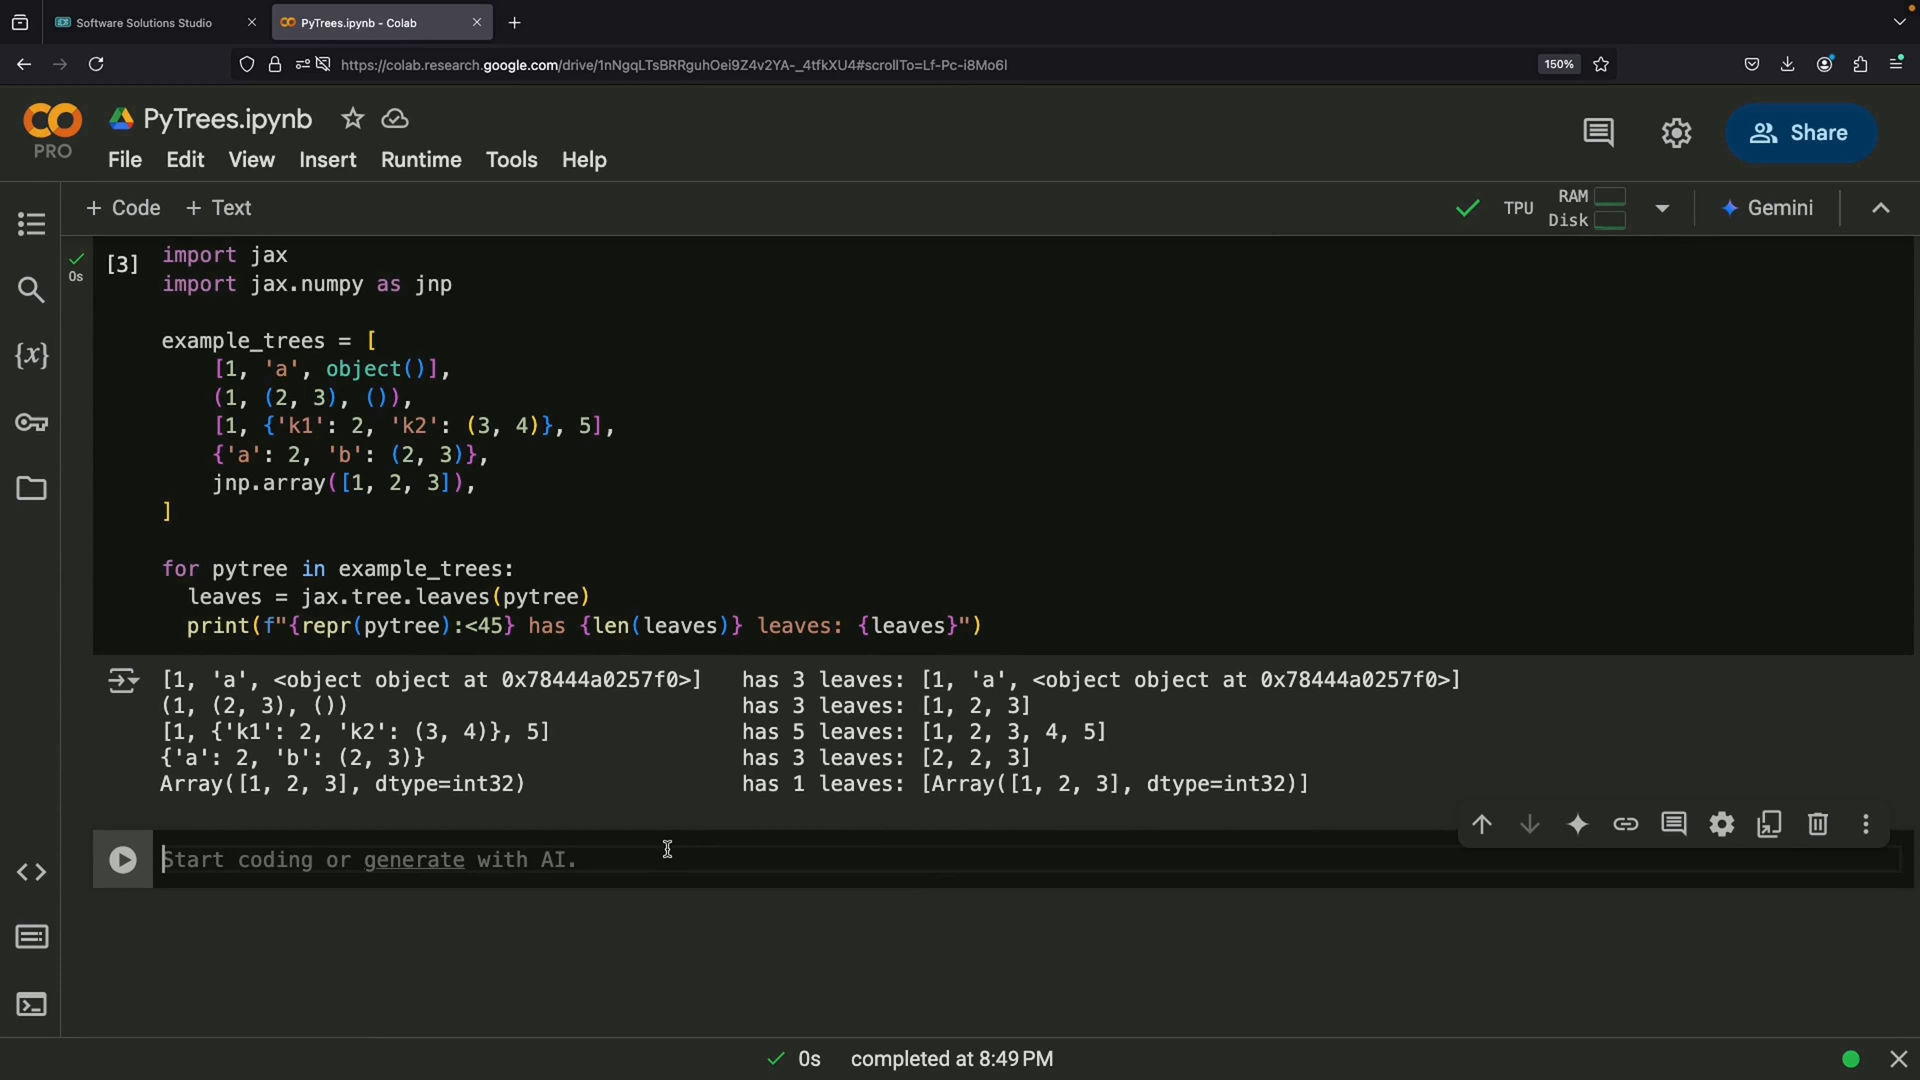 Software Solutions Studio
PyTrees.ipynb - Colab
https://colab.research.google.com/drive/1nNgqLTsBRRguhOei9Z4v2YA-_4tfkXU4#scrollTo=Lf-Pc-i8Mo6l
150%
PRO
PyTrees.ipynb
Share
File Edit View Insert Runtime Tools Help
+ Code + Text
TPU
RAM
Disk
Gemini
0s
[3]
import jax
import jax.numpy as jnp
example_trees = [
[1, 'a', object()],
(1, (2, 3), ()),
[1, {'k1': 2, 'k2': (3, 4)}, 5],
{'a': 2, 'b': (2, 3)},
jnp.array([1, 2, 3]),
]
for pytree in example_trees:
leaves = jax.tree.leaves(pytree)
print(f"{repr(pytree):<45} has {len(leaves)} leaves: {leaves}")
[1, 'a', <object object at 0x78444a0257f0>] has 3 leaves: [1, 'a', <object object at 0x78444a0257f0>]
(1, (2, 3), ()) has 3 leaves: [1, 2, 3]
[1, {'k1': 2, 'k2': (3, 4)}, 5] has 5 leaves: [1, 2, 3, 4, 5]
{'a': 2, 'b': (2, 3)} has 3 leaves: [2, 2, 3]
Array([1, 2, 3], dtype=int32) has 1 leaves: [Array([1, 2, 3], dtype=int32)]
Start coding or generate with AI.
0s completed at 8:49 PM